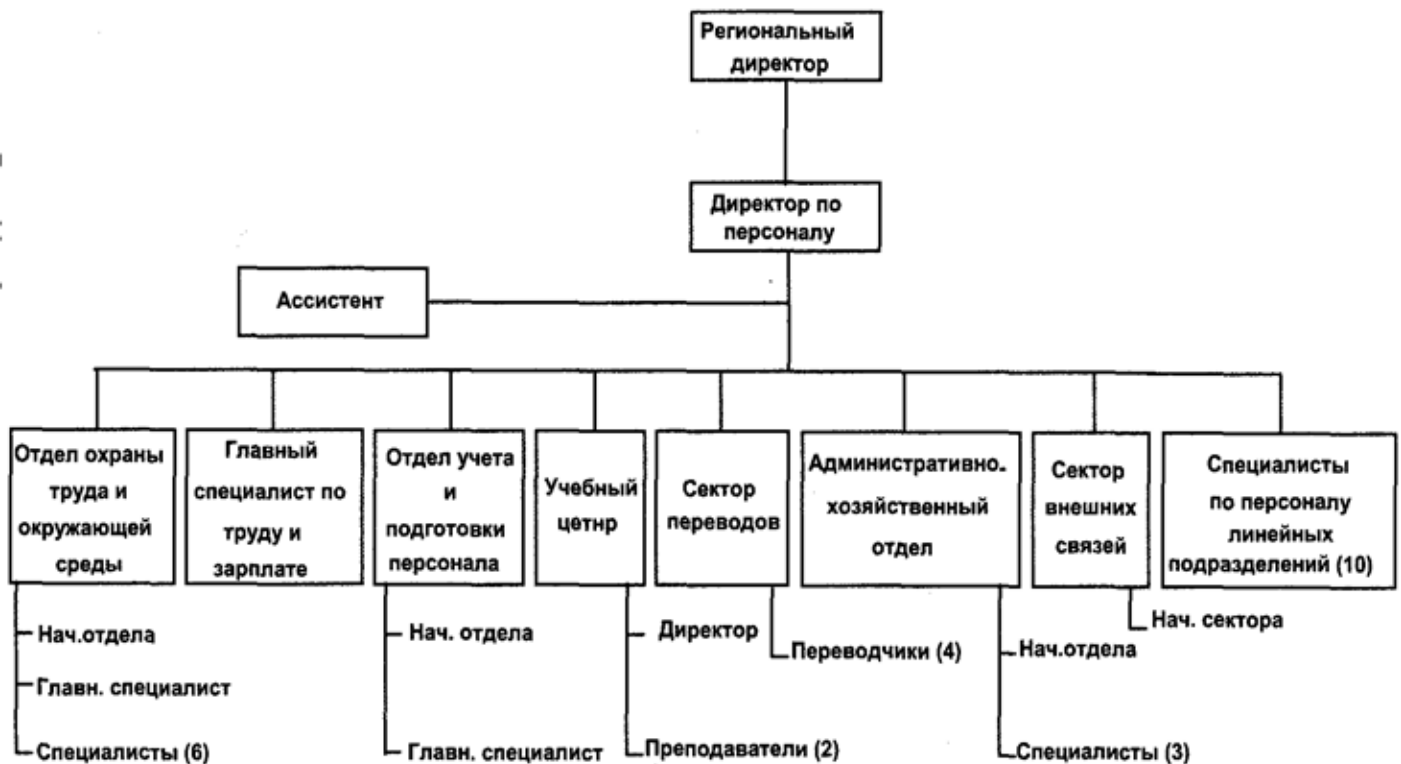 Региональный
директор
Директор по
персоналу
Ассистент
Отдел охраны
труда и
окружающей
среды
Главный
специалист по
труду и
зарплате
Отдел учета
и
подготовки
персонала
Учебный
цетнр
Сектор
переводов
Административно-
хозяйственный
отдел
Сектор
внешних
связей
Специалисты
по персоналу
линейных
подразделений (10)
Нач.отдела
Главн. специалист
Специалисты (6)
Нач. отдела
Главн. специалист
Директор
Преподаватели (2)
Переводчики (4)
Нач.отдела
Специалисты (3)
Нач. сектора